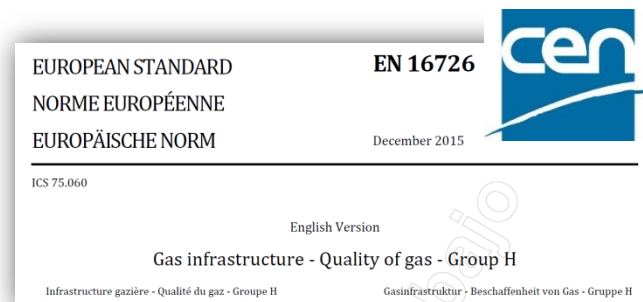 cen
EUROPEAN STANDARD
EN 16726
NORME EUROPÉENNE
EUROPÄISCHE NORM
December 2015
ICS 75.060
English Version
Gas infrastructure - Quality of gas - Group H
Infrastructure gazière - Qualité du gaz - Groupe H
Gasinfrastruktur - Beschaffenheit von Gas - Gruppe H
bajo